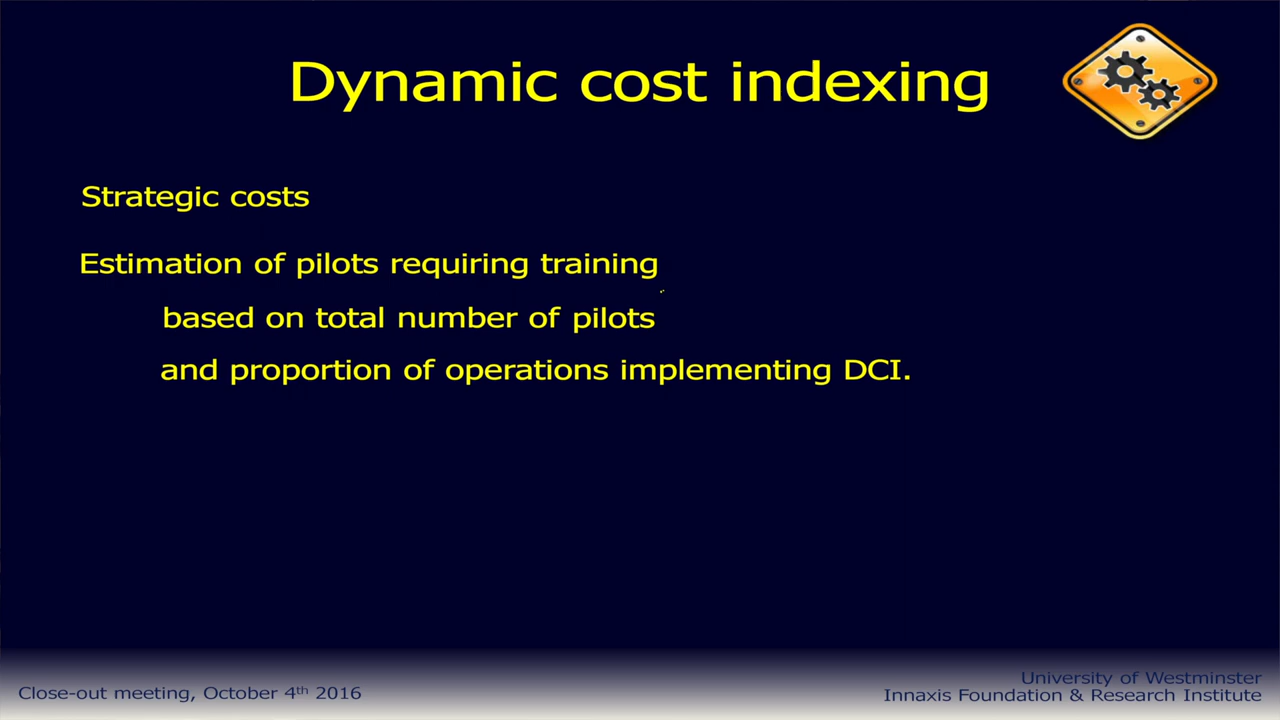 Dynamic cost indexing
Strategic costs
Estimation of pilots requiring training
based on total number of pilots
and proportion of operations implementing DCI.
Close-out meeting, October 4th 2016
University of Westminster
Innaxis Foundation & Research Institute